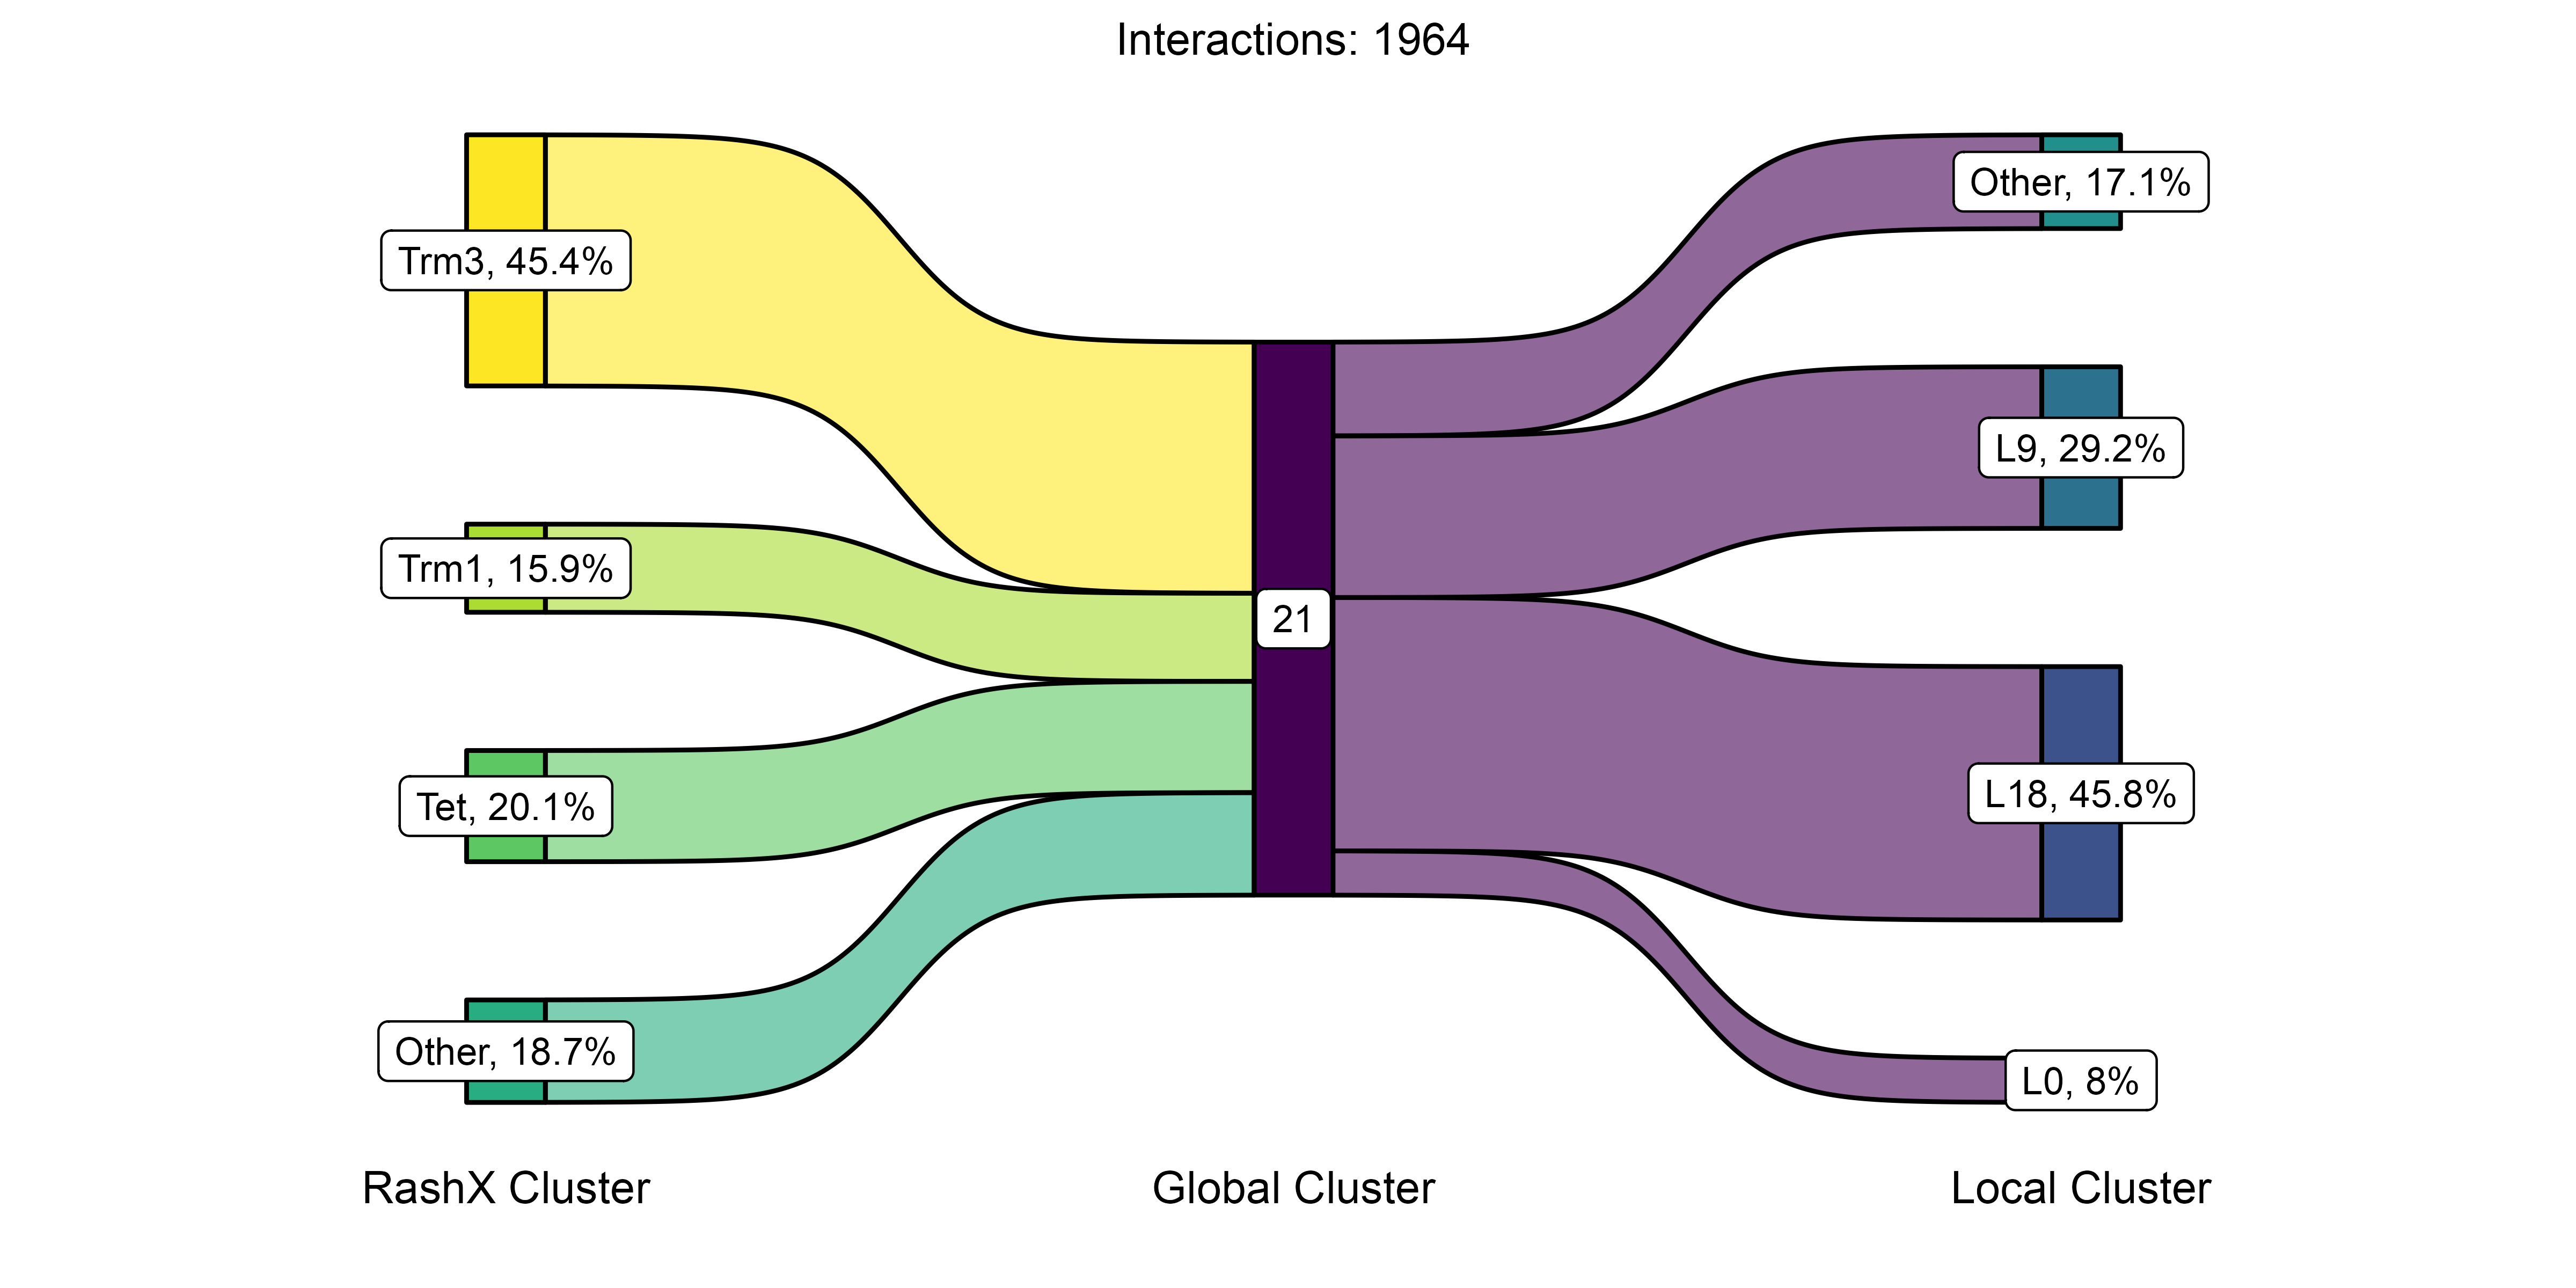 Interactions: 1964
Trm3, 45.4%
Trm1, 15.9%
Tet, 20.1%
Other, 18.7%
21
Other, 17.1%
L9, 29.2%
L18, 45.8%
L0, 8%
RashX Cluster
Global Cluster
Local Cluster